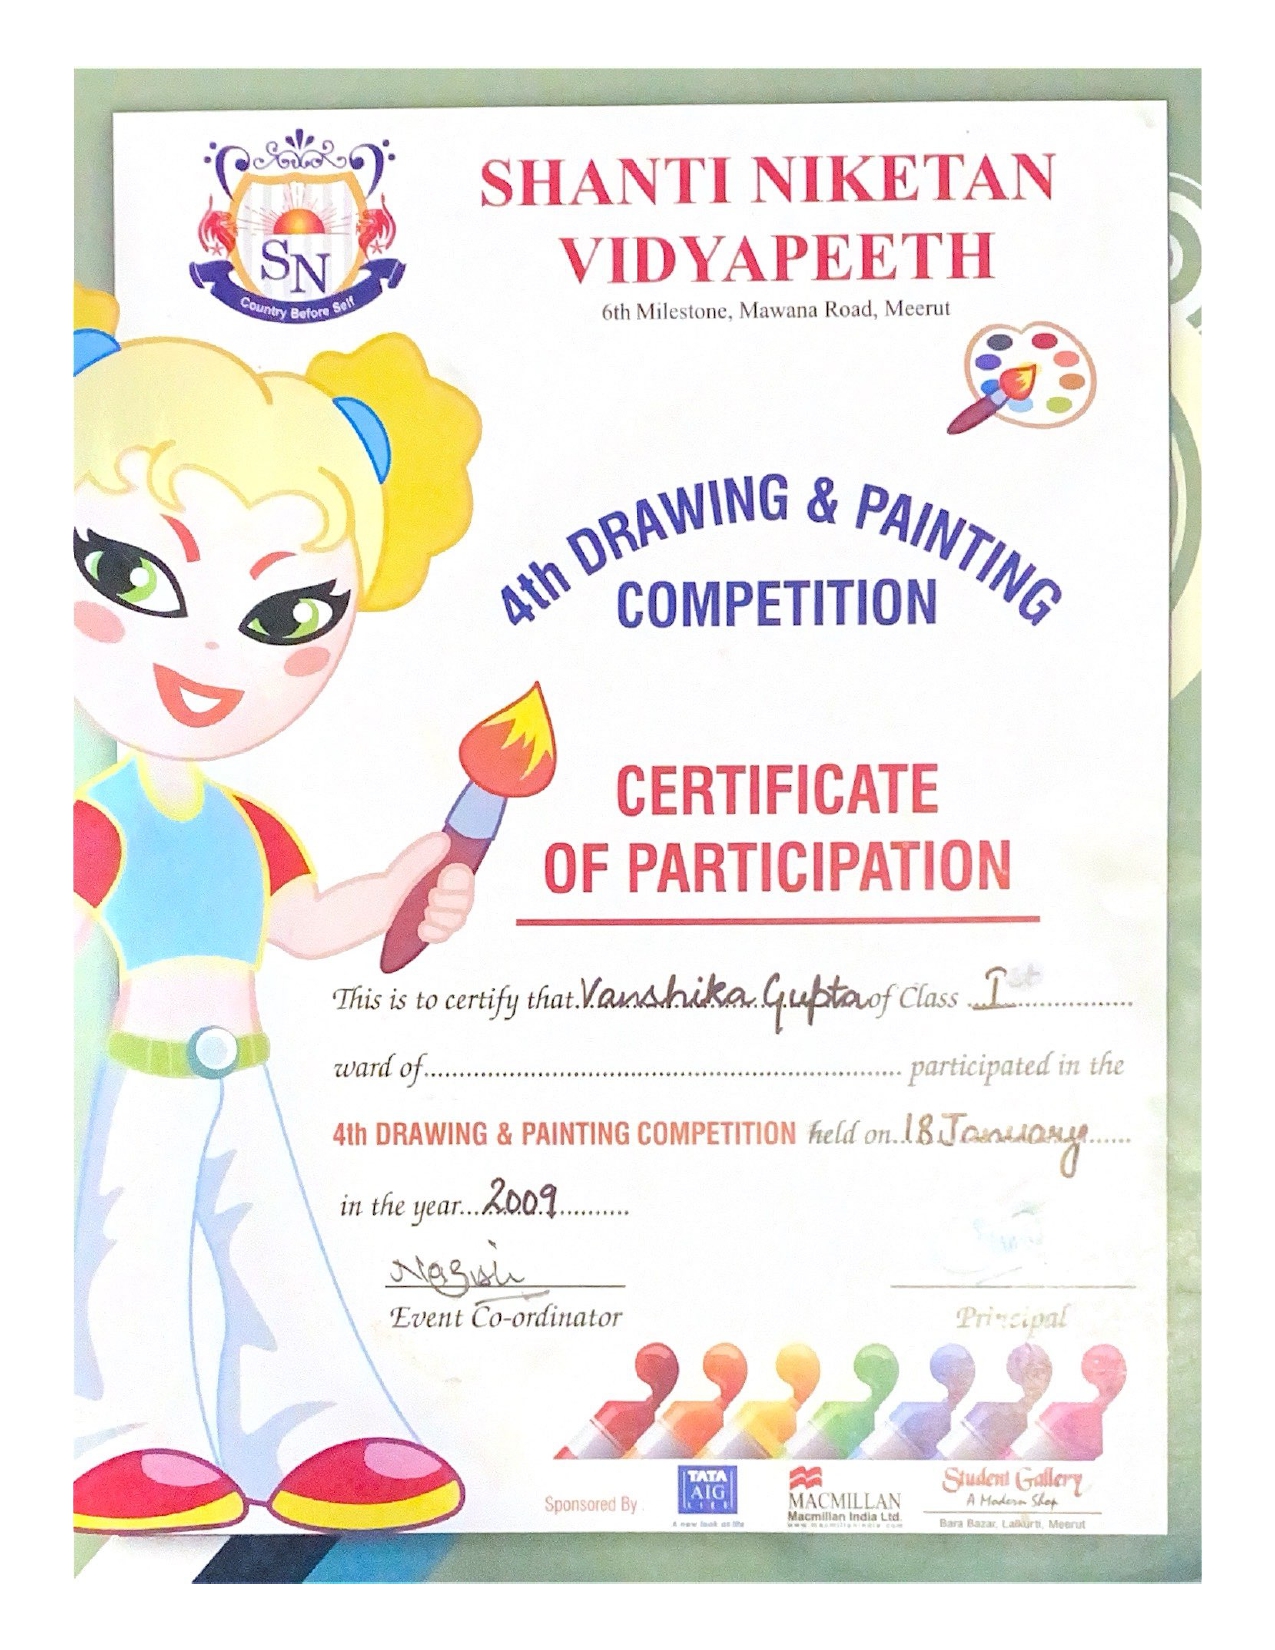 SHANTI NIKETAN
VIDYAPEETH
6th Milestone, Mawana Road, Meerut
SN
Country Before Self
4th DRAWING & PAINTING
COMPETITION
CERTIFICATE
OF PARTICIPATION
This is to certify that Vanshika Gupta of Class Ist
ward of........................................ participated in the
4th DRAWING & PAINTING COMPETITION held on 18 January
in the year 2009
Nazish
Event Co-ordinator
Principal
Sponsored By
TATA
AIG
LIFE
A new look at life
MACMILLAN
Macmillan India Ltd.
www.macmillan-india.com
Student Gallery
A Modern Shop
Bara Bazar, Lalkurti, Meerut